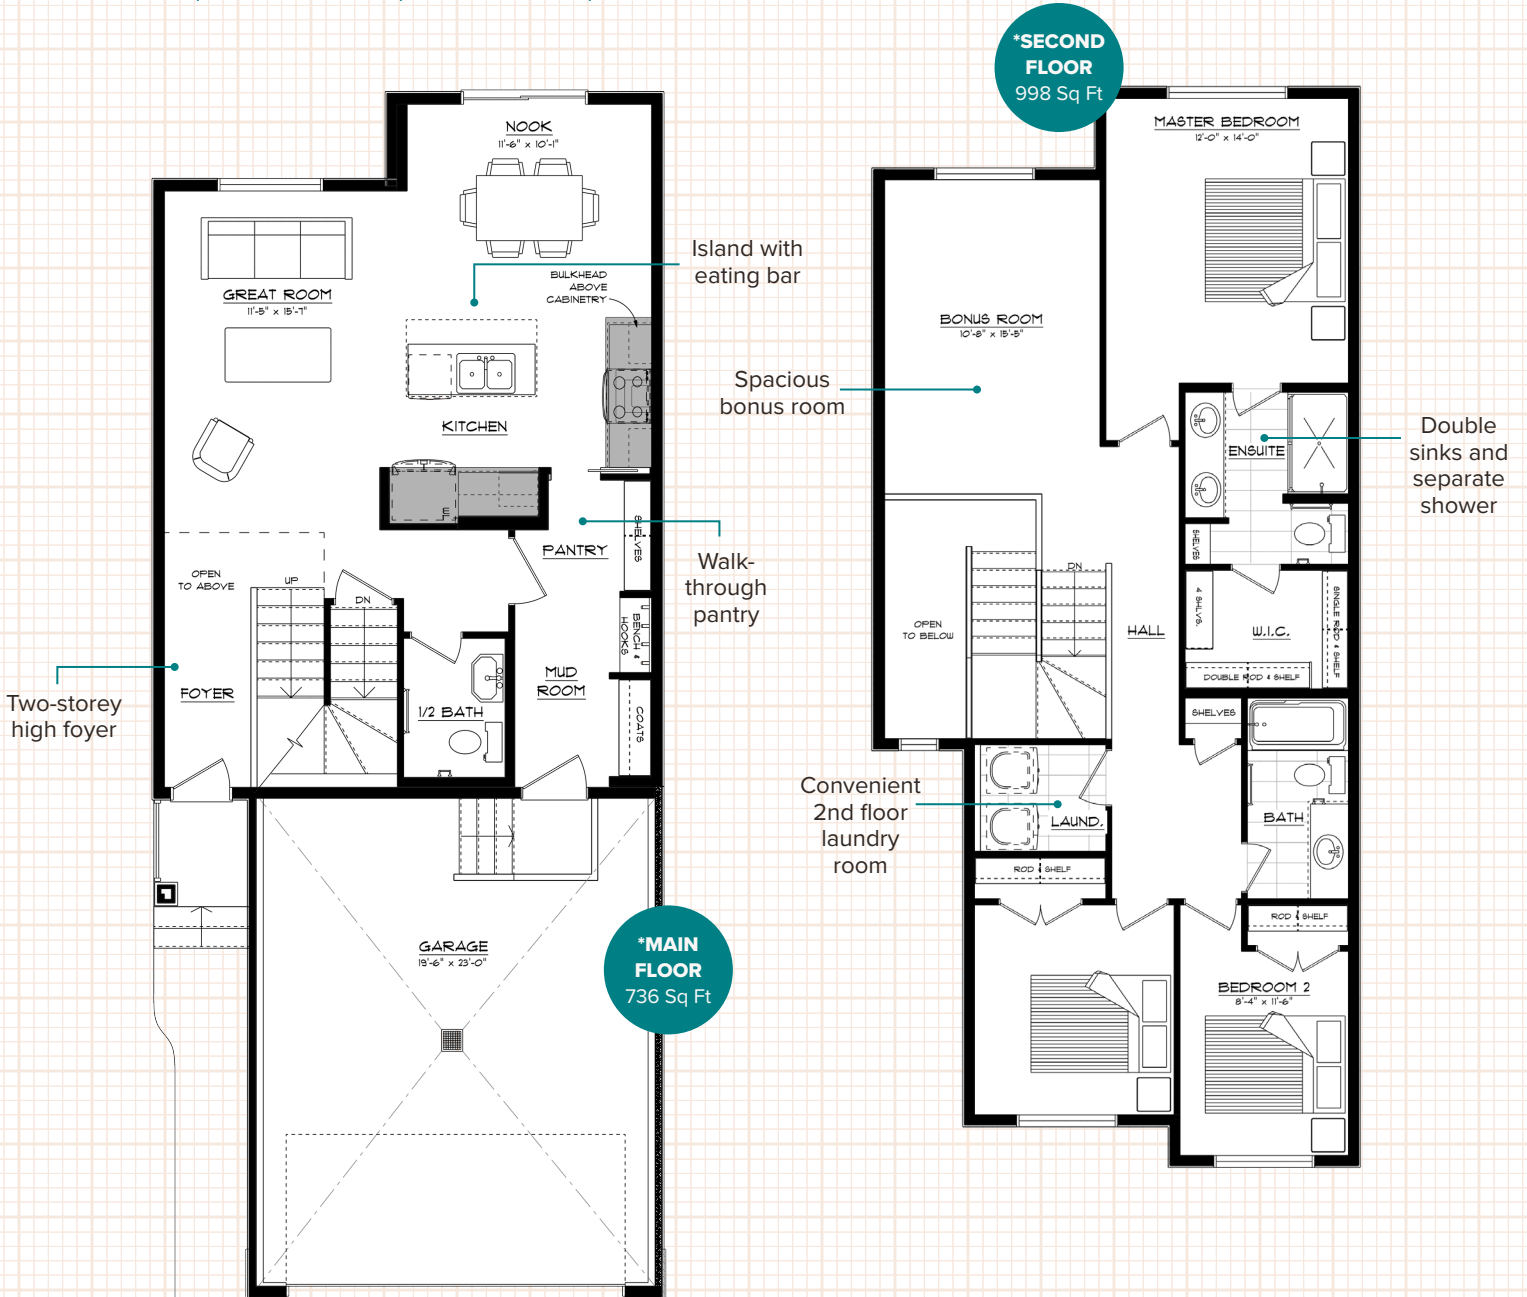 *SECOND
FLOOR
998 Sq Ft
NOOK
11'-6" x 10'-1"
GREAT ROOM
11'-5" x 15'-7"
BULKHEAD
ABOVE
CABINETRY
Island with
eating bar
KITCHEN
SHELVES
PANTRY
Walk-
through
pantry
OPEN
TO ABOVE
UP
DN
BENCH &
HOOKS
MUD
ROOM
FOYER
Two-storey
high foyer
1/2 BATH
COATS
GARAGE
19'-6" x 23'-0"
*MAIN
FLOOR
736 Sq Ft
MASTER BEDROOM
12'-0" x 14'-0"
BONUS ROOM
10'-8" x 15'-5"
Spacious
bonus room
ENSUITE
Double
sinks and
separate
shower
SHELVES
4 SHLVS.
W.I.C.
SINGLE ROD & SHELF
DOUBLE ROD & SHELF
DN
HALL
OPEN
TO BELOW
SHELVES
Convenient
2nd floor
laundry
room
LAUND.
BATH
ROD & SHELF
ROD & SHELF
BEDROOM 2
8'-4" x 11'-6"